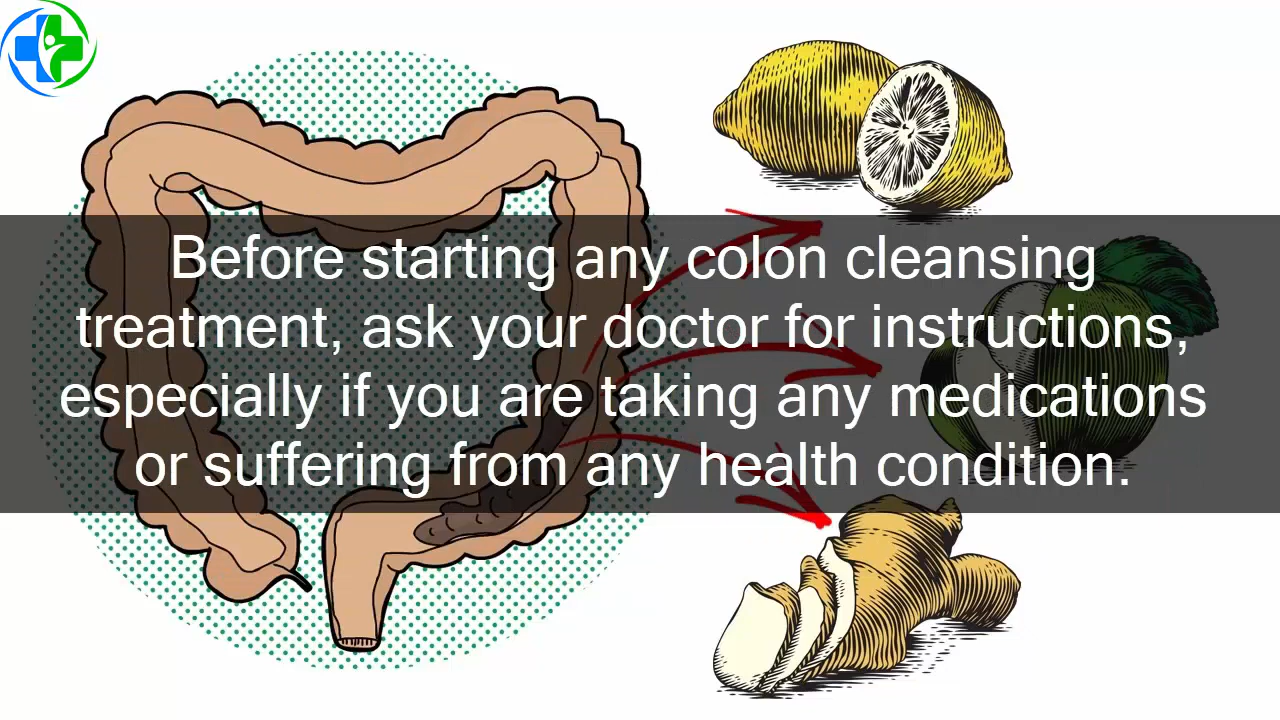 Before starting any colon cleansing
treatment, ask your doctor for instructions,
especially if you are taking any medications
or suffering from any health condition.